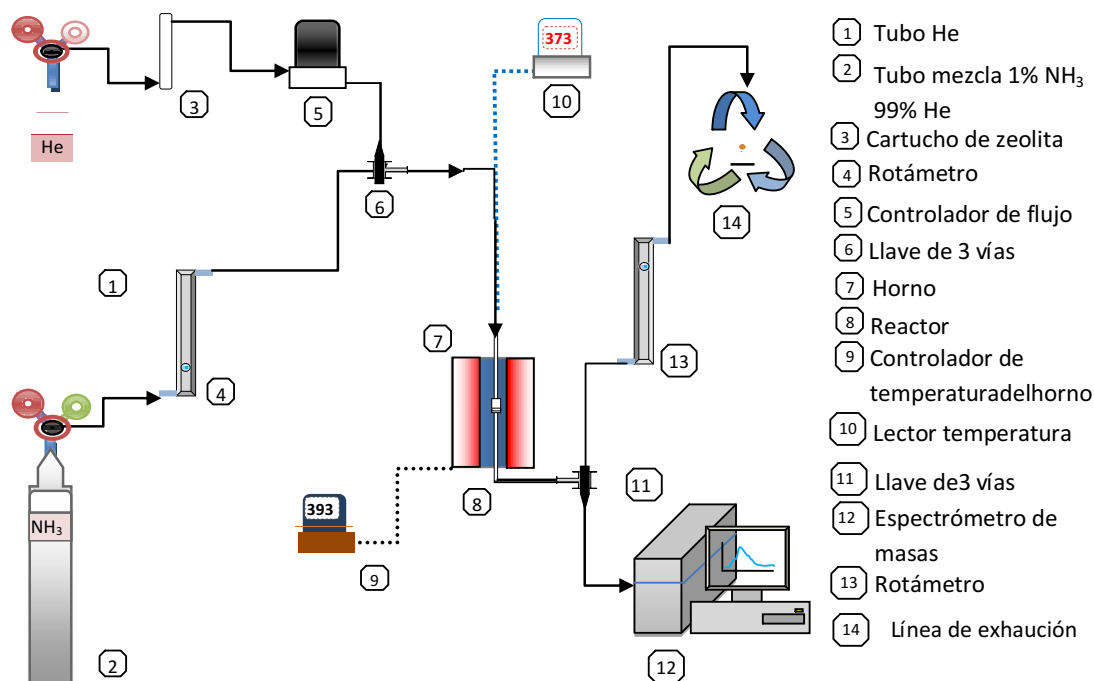 He
3
5
373
10
6
14
1
4
7
13
NH₃
2
393
9
8
11
12
1 Tubo He
2 Tubo mezcla 1% NH₃
99% He
3 Cartucho de zeolita
4 Rotámetro
5 Controlador de flujo
6 Llave de 3 vías
7 Horno
8 Reactor
9 Controlador de
temperaturadelhorno
10 Lector temperatura
11 Llave de3 vías
12 Espectrómetro de
masas
13 Rotámetro
14 Línea de exhaución